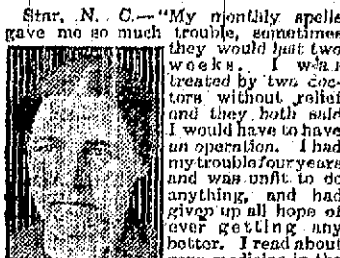 Star, N. C.—"My monthly spells
gave me so much trouble, sometimes
they would last two
weeks. I was
treated by two doc-
tors without relief
and they both said
I would have to have
an operation. I had
my trouble four years
and was unfit to do
anything, and had
given up all hope of
ever getting any
better. I read about
medicine in the